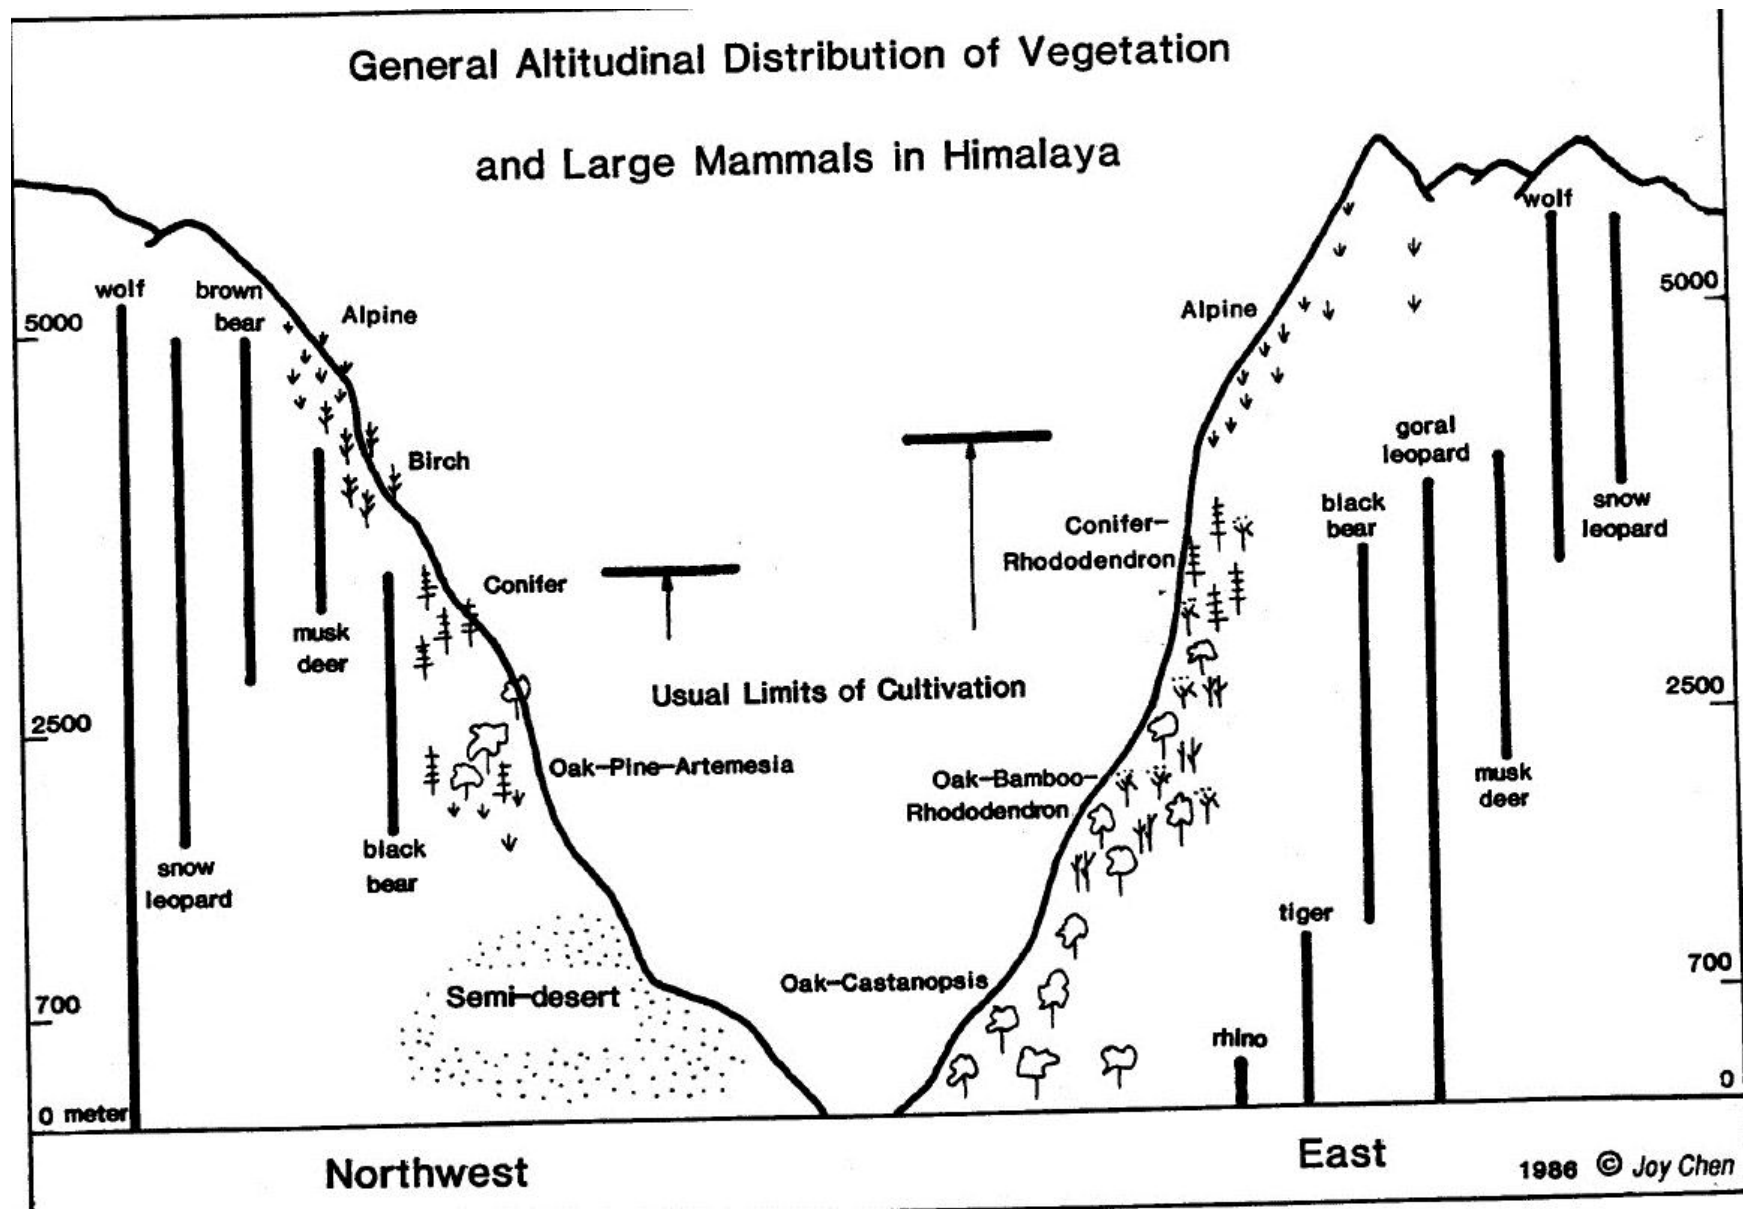 General Altitudinal Distribution of Vegetation
and Large Mammals in Himalaya
wolf
brown
bear
5000
Alpine
Birch
Conifer
musk
deer
2500
Oak-Pine-Artemesia
black
bear
snow
leopard
Semi-desert
700
0 meter
Northwest
Usual Limits of Cultivation
wolf
5000
Alpine
goral
leopard
black
bear
snow
leopard
Conifer-
Rhododendron
2500
Oak-Bamboo-
Rhododendron
musk
deer
tiger
Oak-Castanopsis
700
rhino
0
East
1986 © Joy Chen